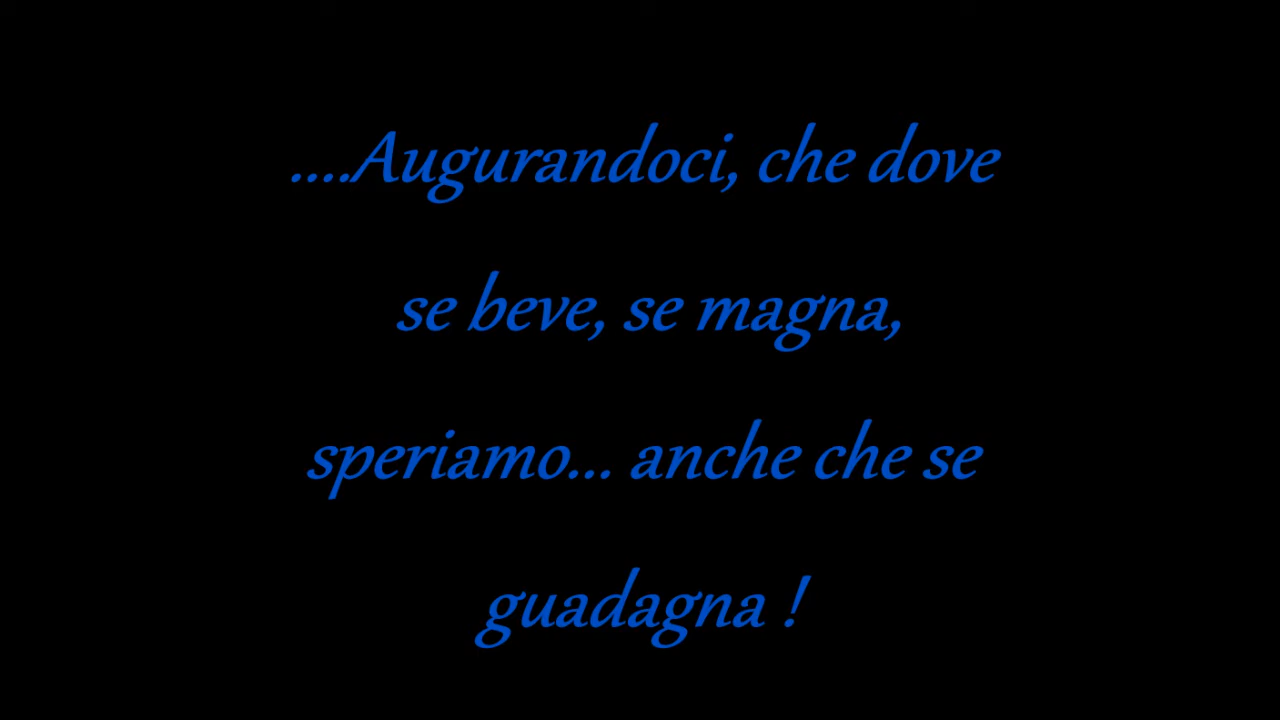 ....Augurandoci, che dove
se beve, se magna,
speriamo... anche che se
guadagna !